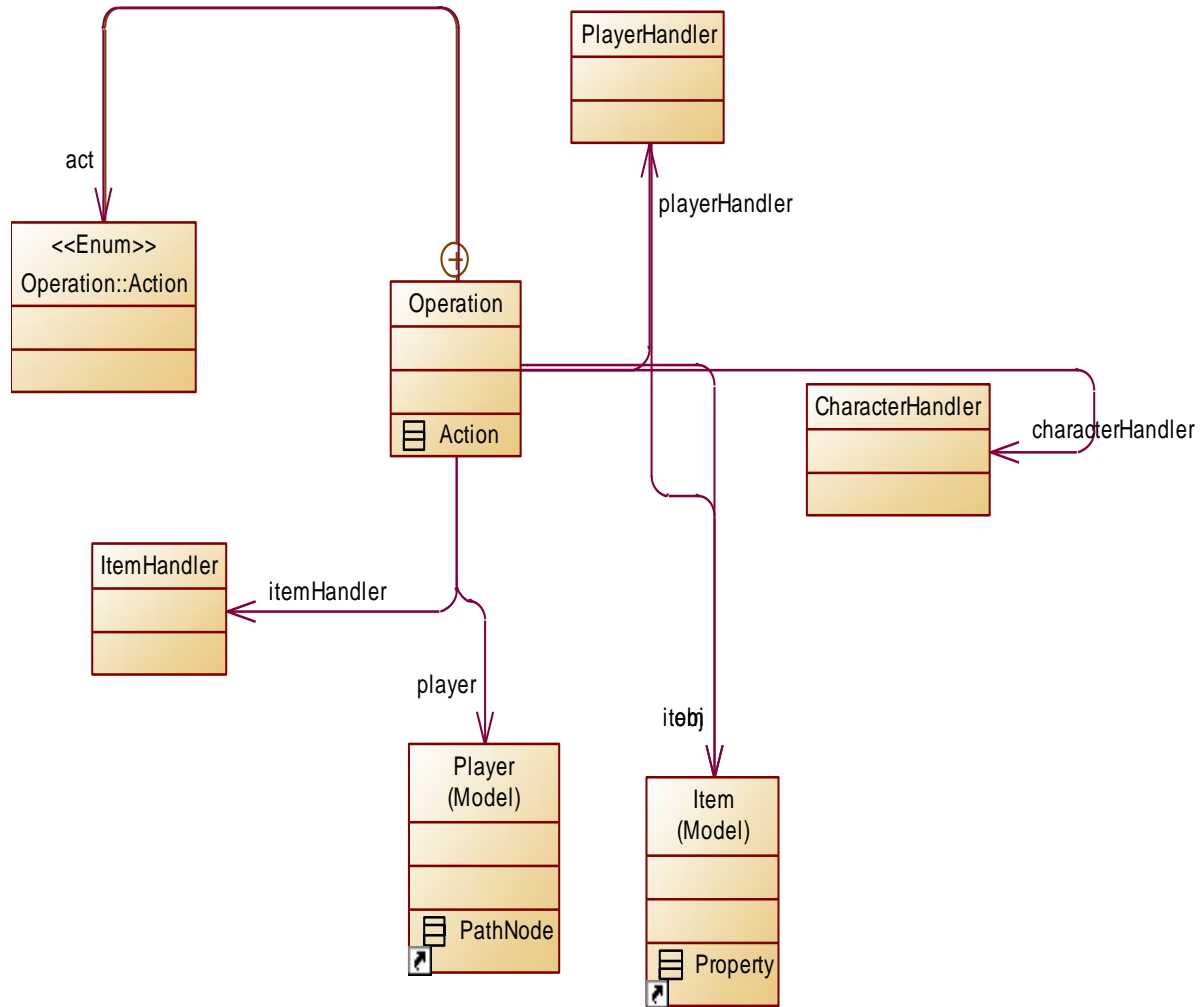 PlayerHandler
act
playerHandler
<<Enum>>
Operation::Action
Operation
Action
CharacterHandler
characterHandler
ItemHandler
itemHandler
player
Player
(Model)
Item
(Model)
PathNode
Property